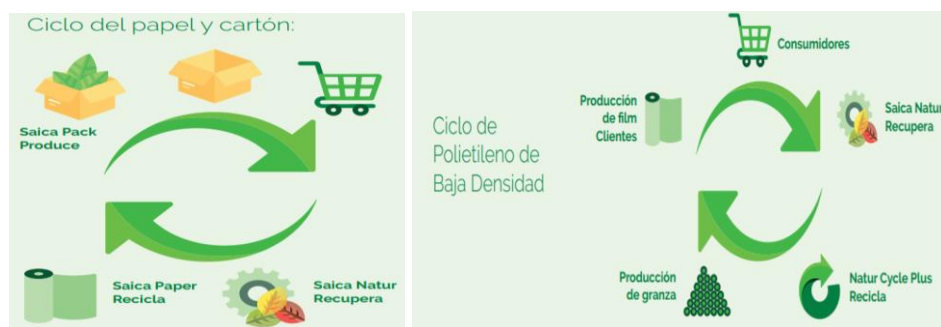 Ciclo del papel y cartón:
Saica Pack
Produce
Saica Paper
Recicla
Saica Natur
Recupera
Ciclo de
Polietileno de
Baja Densidad
Consumidores
Producción
de film
Clientes
Saica Natur
Recupera
Producción
de granza
Natur Cycle Plus
Recicla